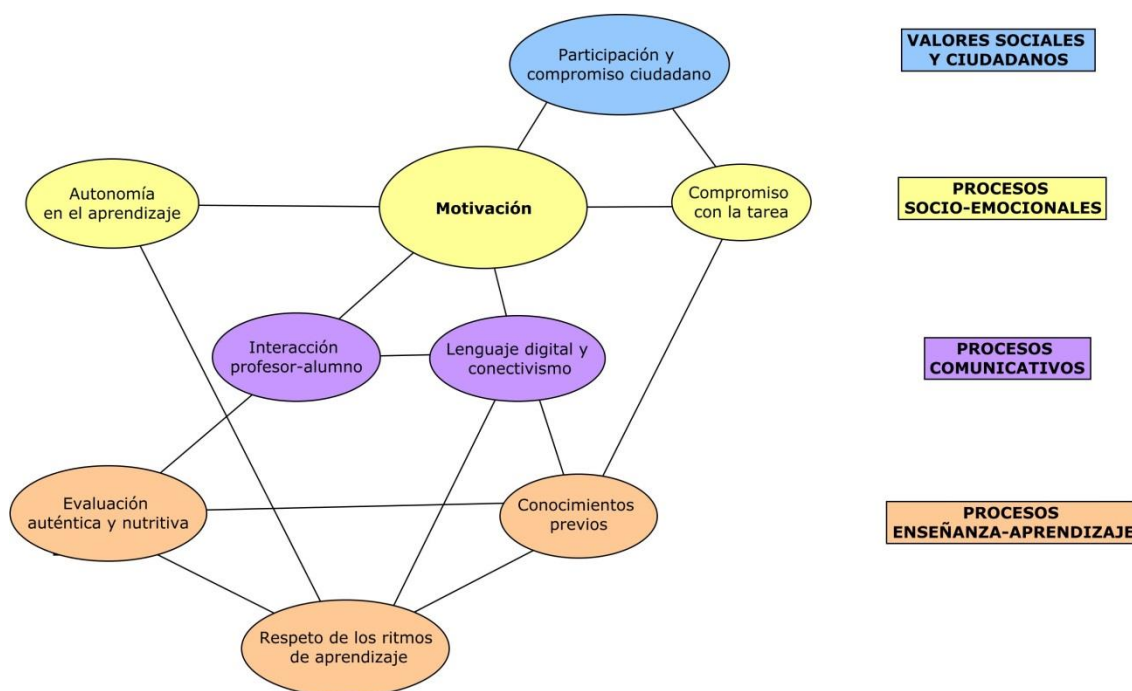 Participación y
compromiso ciudadano
VALORES SOCIALES
Y CIUDADANOS
Autonomía
en el aprendizaje
Motivación
Compromiso
con la tarea
PROCESOS
SOCIO-EMOCIONALES
Interacción
profesor-alumno
Lenguaje digital y
conectivismo
PROCESOS
COMUNICATIVOS
Evaluación
auténtica y nutritiva
Conocimientos
previos
PROCESOS
ENSEÑANZA-APRENDIZAJE
Respeto de los ritmos
de aprendizaje